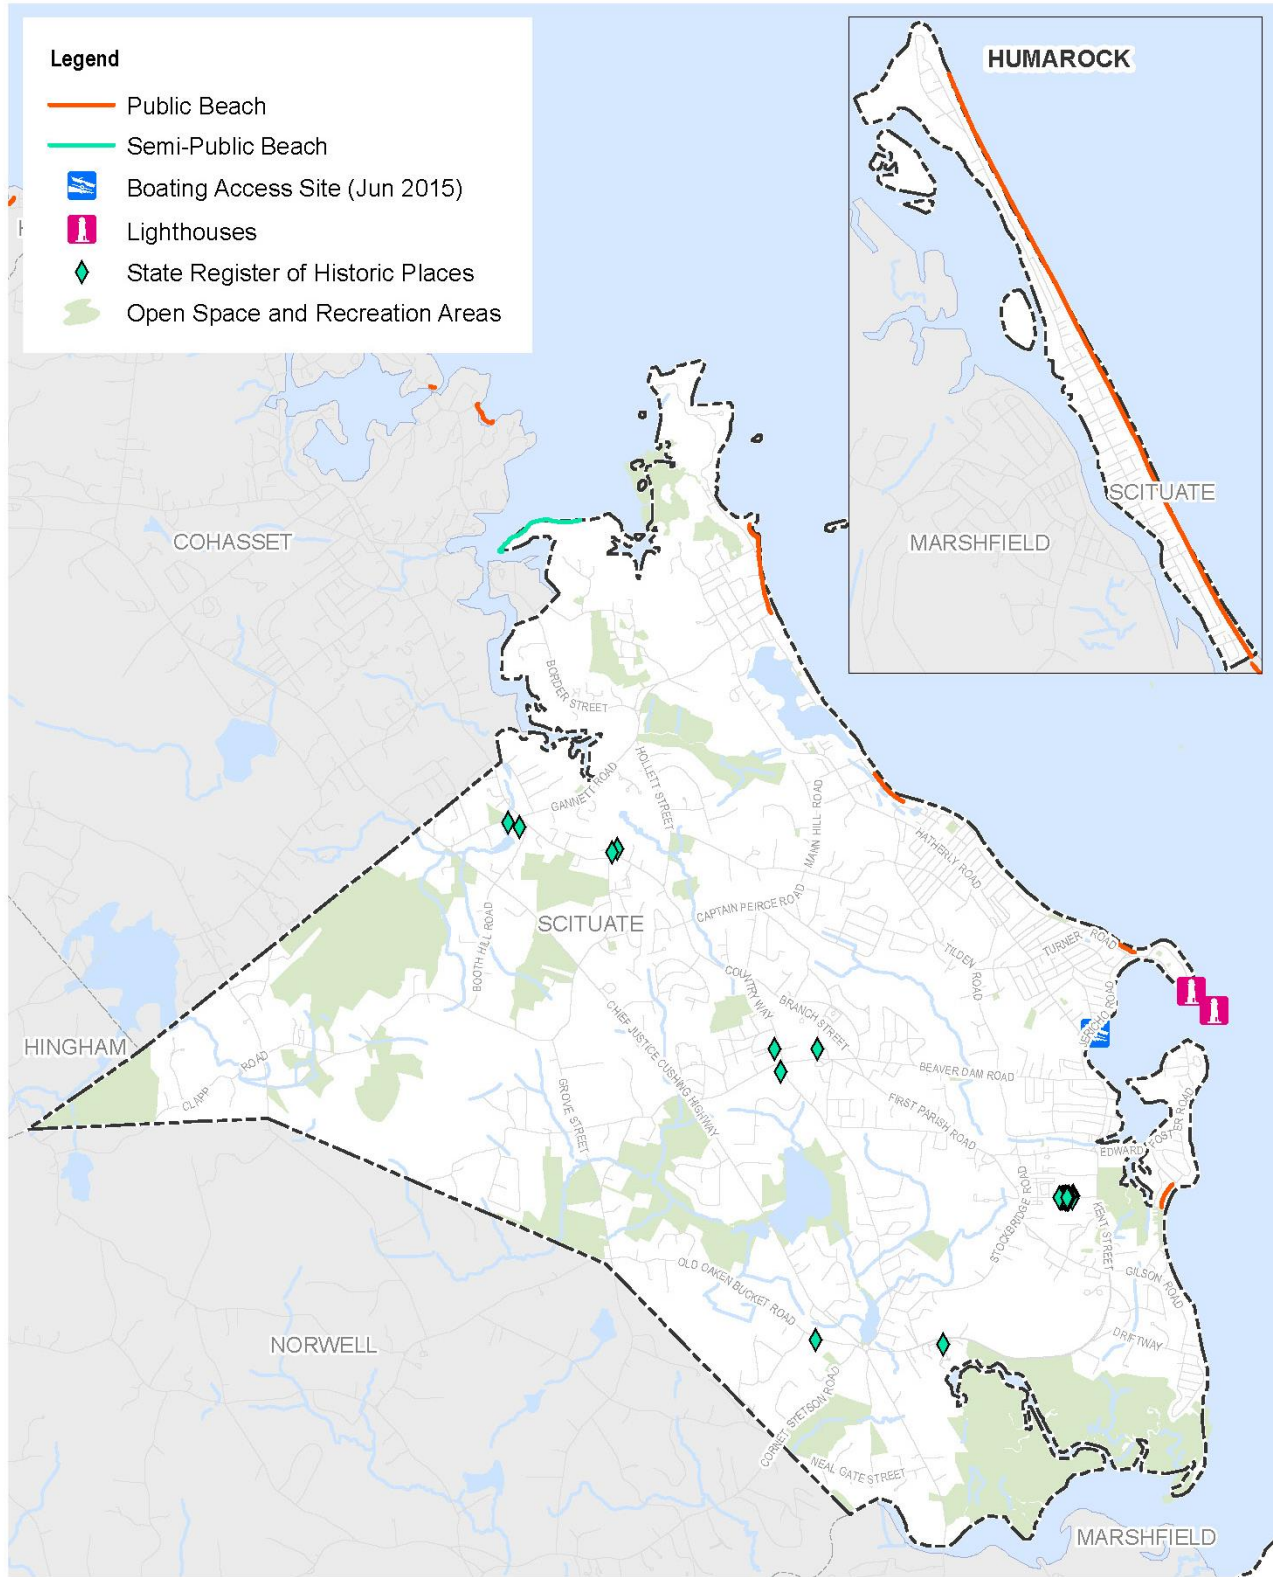 Legend
Public Beach
Semi-Public Beach
Boating Access Site (Jun 2015)
Lighthouses
State Register of Historic Places
Open Space and Recreation Areas
H
HUMAROCK
SCITUATE
MARSHFIELD
COHASSET
BORDER STREET
HOLLETT STREET
GANNETT ROAD
MANN HILL ROAD
HATHERLY ROAD
CAPTAIN PEIRCE ROAD
SCITUATE
BOOTH HILL ROAD
TURNER ROAD
TILDEN ROAD
COUNTRY WAY
BRANCH STREET
JERICHO ROAD
CHIEF JUSTICE CUSHING HIGHWAY
HINGHAM
CLAPP ROAD
GROVE STREET
BEAVER DAM ROAD
FIRST PARISH ROAD
EDWARD FOSTER ROAD
STOCKBRIDGE ROAD
KENT STREET
OLD OAKEN BUCKET ROAD
GILSON ROAD
DRIFTWAY
NORWELL
CORNET STETSON ROAD
NEAL GATE STREET
MARSHFIELD